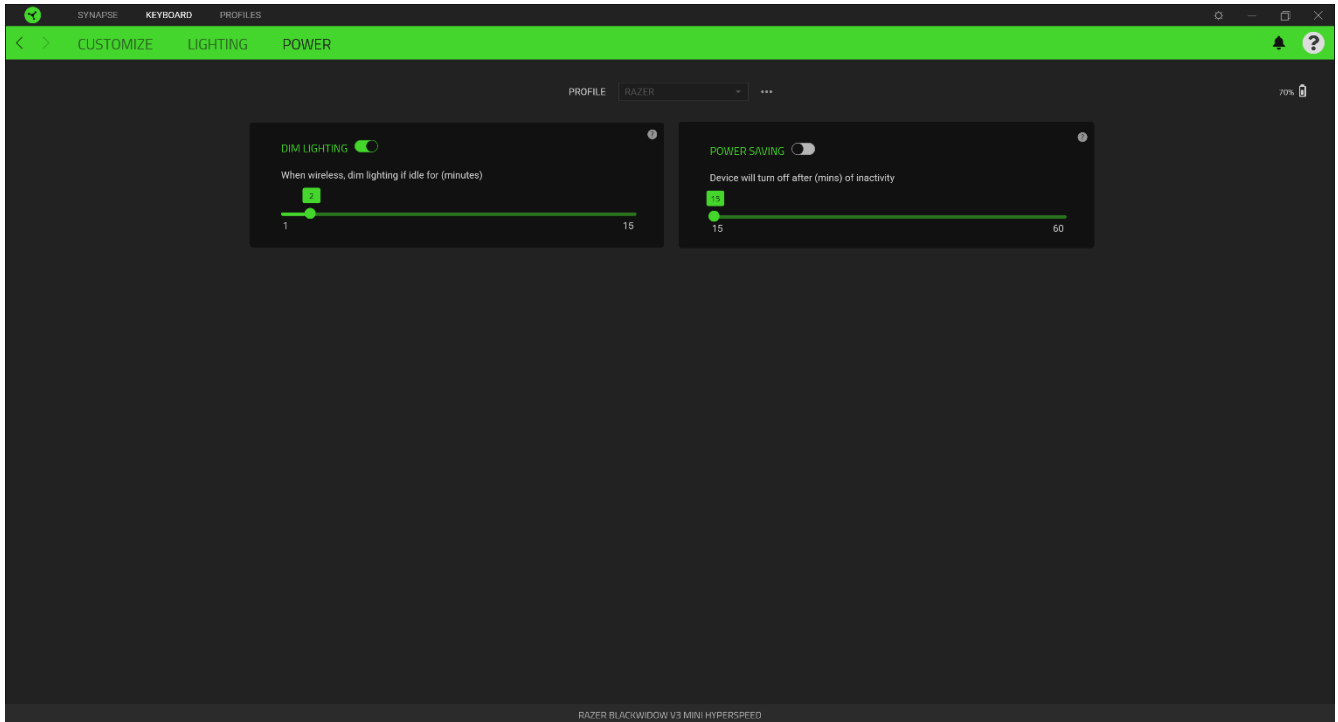 SYNAPSE KEYBOARD PROFILES
CUSTOMIZE LIGHTING POWER
PROFILE RAZER
70%
DIM LIGHTING
When wireless, dim lighting if idle for (minutes)
2
1 15
POWER SAVING
Device will turn off after (mins) of inactivity
15
15 60
RAZER BLACKWIDOW V3 MINI HYPERSPEED